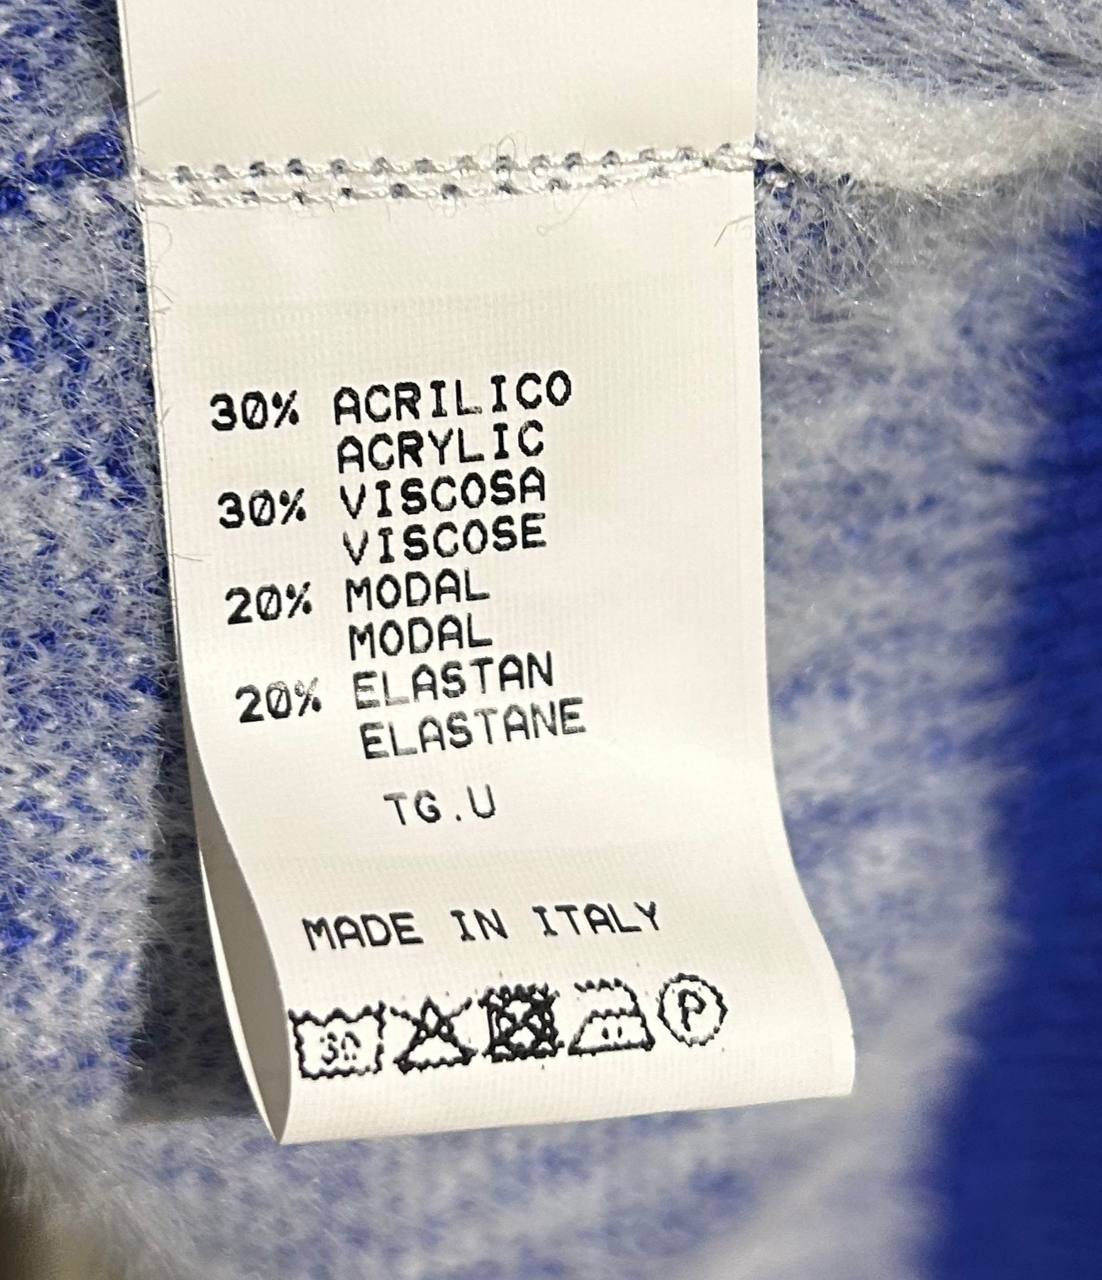 30% ACRILICO
ACRYLIC
30% VISCOSA
VISCOSE
20% MODAL
MODAL
20% ELASTAN
ELASTANE
TG.U
MADE IN ITALY
30 P